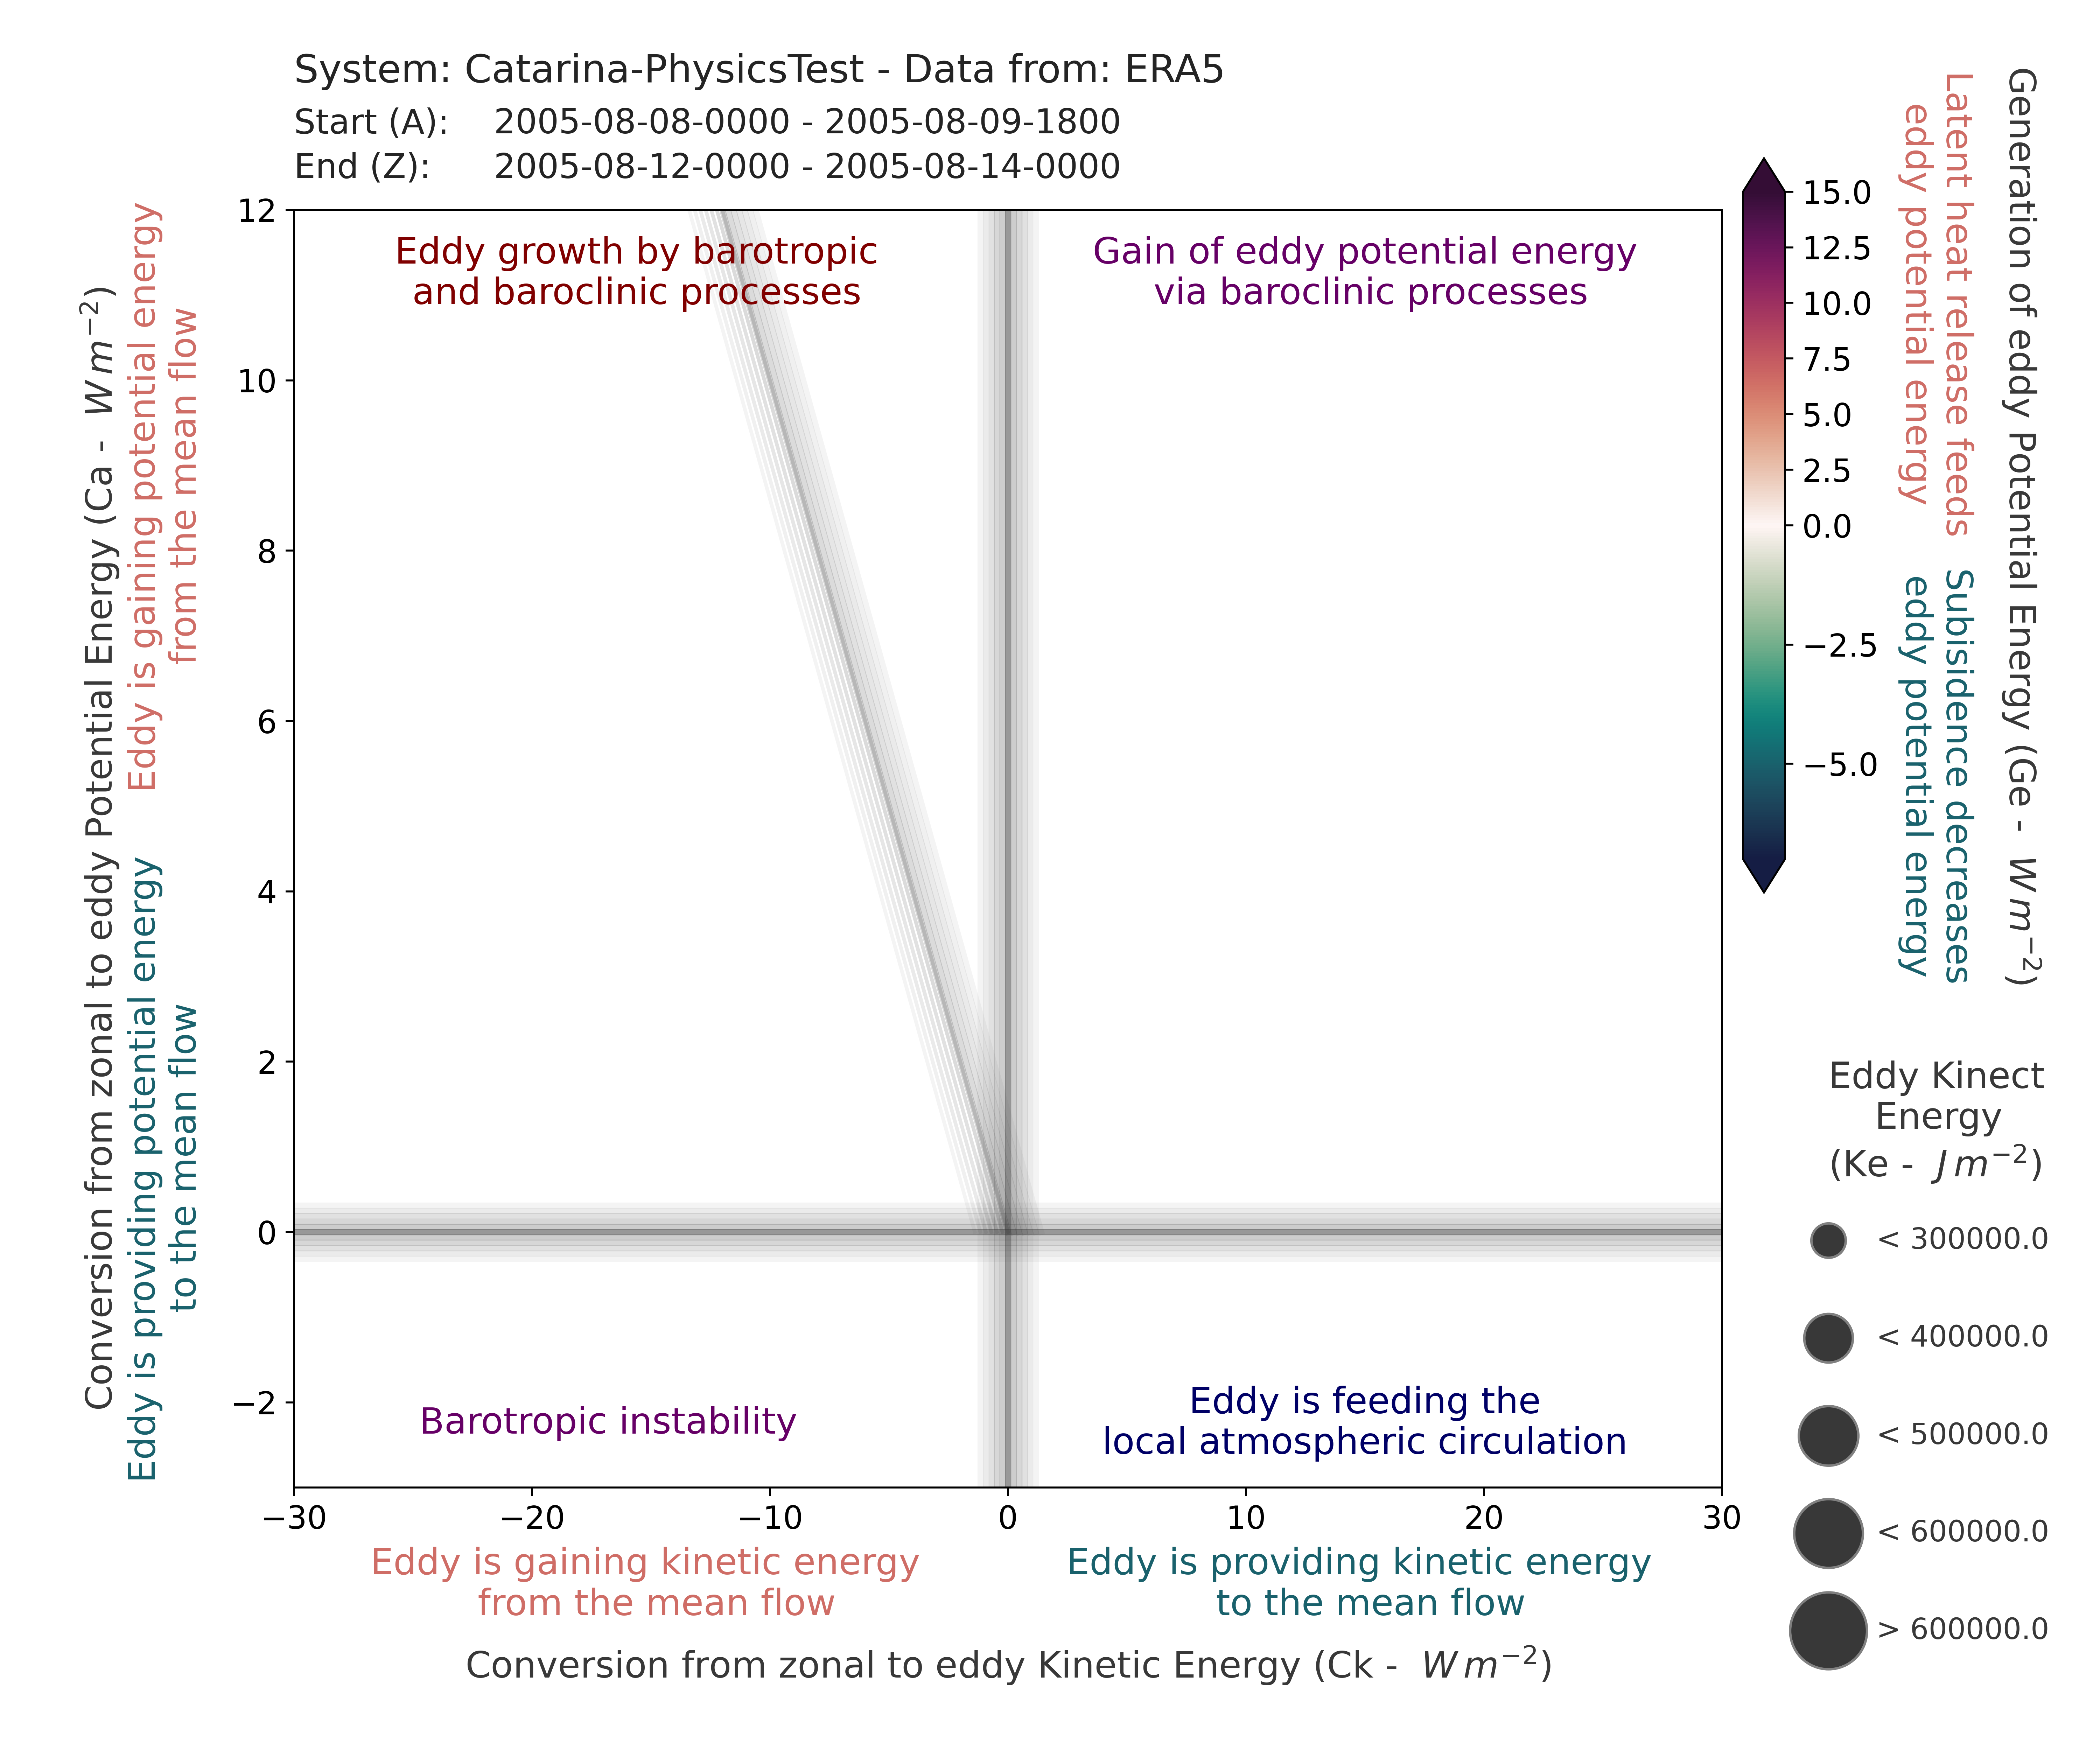 System: Catarina-PhysicsTest - Data from: ERA5
Start (A): 2005-08-08-0000 - 2005-08-09-1800
End (Z): 2005-08-12-0000 - 2005-08-14-0000
Conversion from zonal to eddy Potential Energy (Ca - W m⁻²)
Eddy is gaining potential energy
from the mean flow
Eddy is providing potential energy
to the mean flow
12
10
8
6
4
2
0
−2
Eddy growth by barotropic
and baroclinic processes
Gain of eddy potential energy
via baroclinic processes
Barotropic instability
Eddy is feeding the
local atmospheric circulation
−30
−20
−10
0
10
20
30
Eddy is gaining kinetic energy
from the mean flow
Eddy is providing kinetic energy
to the mean flow
Conversion from zonal to eddy Kinetic Energy (Ck - W m⁻²)
15.0
12.5
10.0
7.5
5.0
2.5
0.0
−2.5
−5.0
Latent heat release feeds
eddy potential energy
Subisidence decreases
eddy potential energy
Generation of eddy Potential Energy (Ge - W m⁻²)
Eddy Kinect
Energy
(Ke - J m⁻²)
< 300000.0
< 400000.0
< 500000.0
< 600000.0
> 600000.0